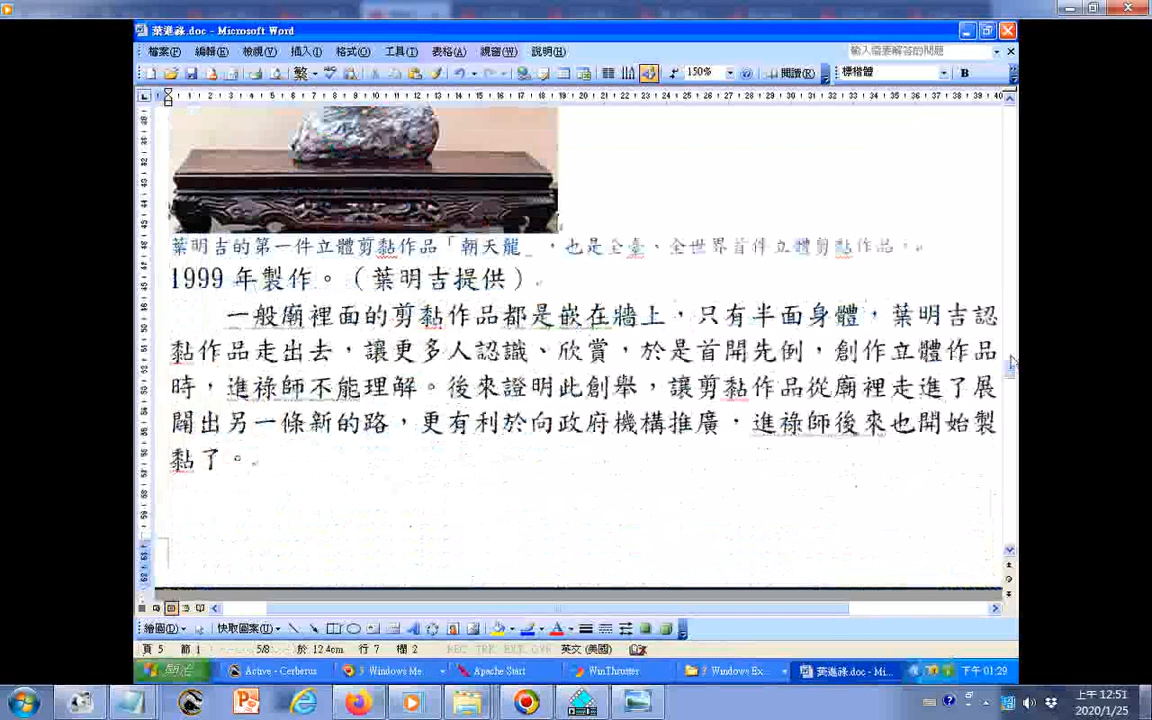 葉進祿.doc - Microsoft Word
檔案(F) 編輯(E) 檢視(V) 插入(I) 格式(O) 工具(T) 表格(A) 視窗(W) 說明(H) 輸入需要解答的問題
150% 閱讀(R) 標楷體 B
葉明吉的第一件立體剪黏作品「朝天龍」，也是全臺、全世界首件立體剪黏作品。
1999 年製作。（葉明吉提供）
一般廟裡面的剪黏作品都是嵌在牆上，只有半面身體，葉明吉認
黏作品走出去，讓更多人認識、欣賞，於是首開先例，創作立體作品
時，進祿師不能理解。後來證明此創舉，讓剪黏作品從廟裡走進了展
闢出另一條新的路，更有利於向政府機構推廣，進祿師後來也開始製
黏了。
繪圖(D) 快取圖案(U)
頁 5 節 1 5/8 於 12.4cm 行 7 欄 2 REC TRK EXT OVR 英文 (美國)
開始 Active - Cerberus 3 Windows Me... Apache Start WinThruster 3 Windows Ex... 葉進祿.doc - Mi... 下午 01:29
上午 12:51
2020/1/25